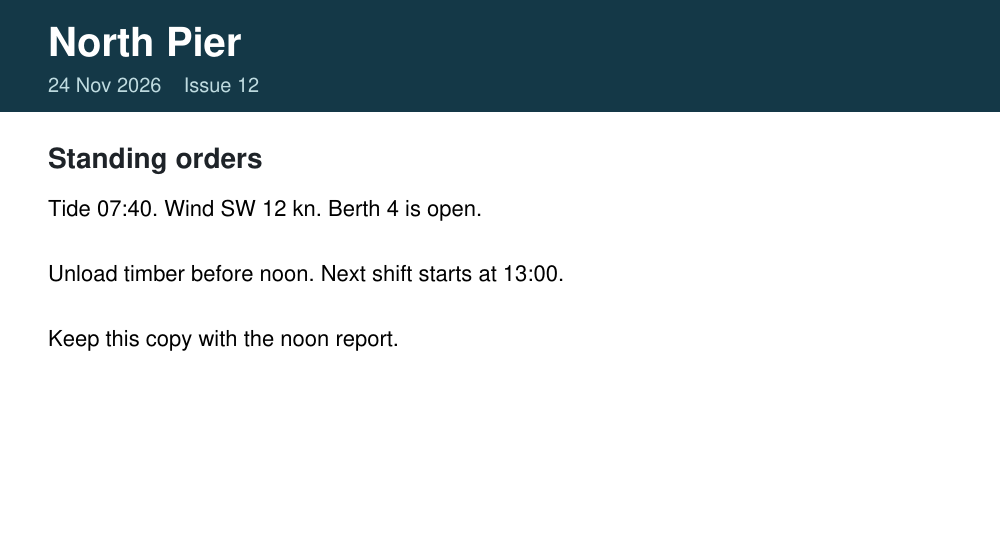 North Pier
24 Nov 2026 Issue 12
Standing orders
Tide 07:40. Wind SW 12 kn. Berth 4 is open.
Unload timber before noon. Next shift starts at 13:00.
Keep this copy with the noon report.